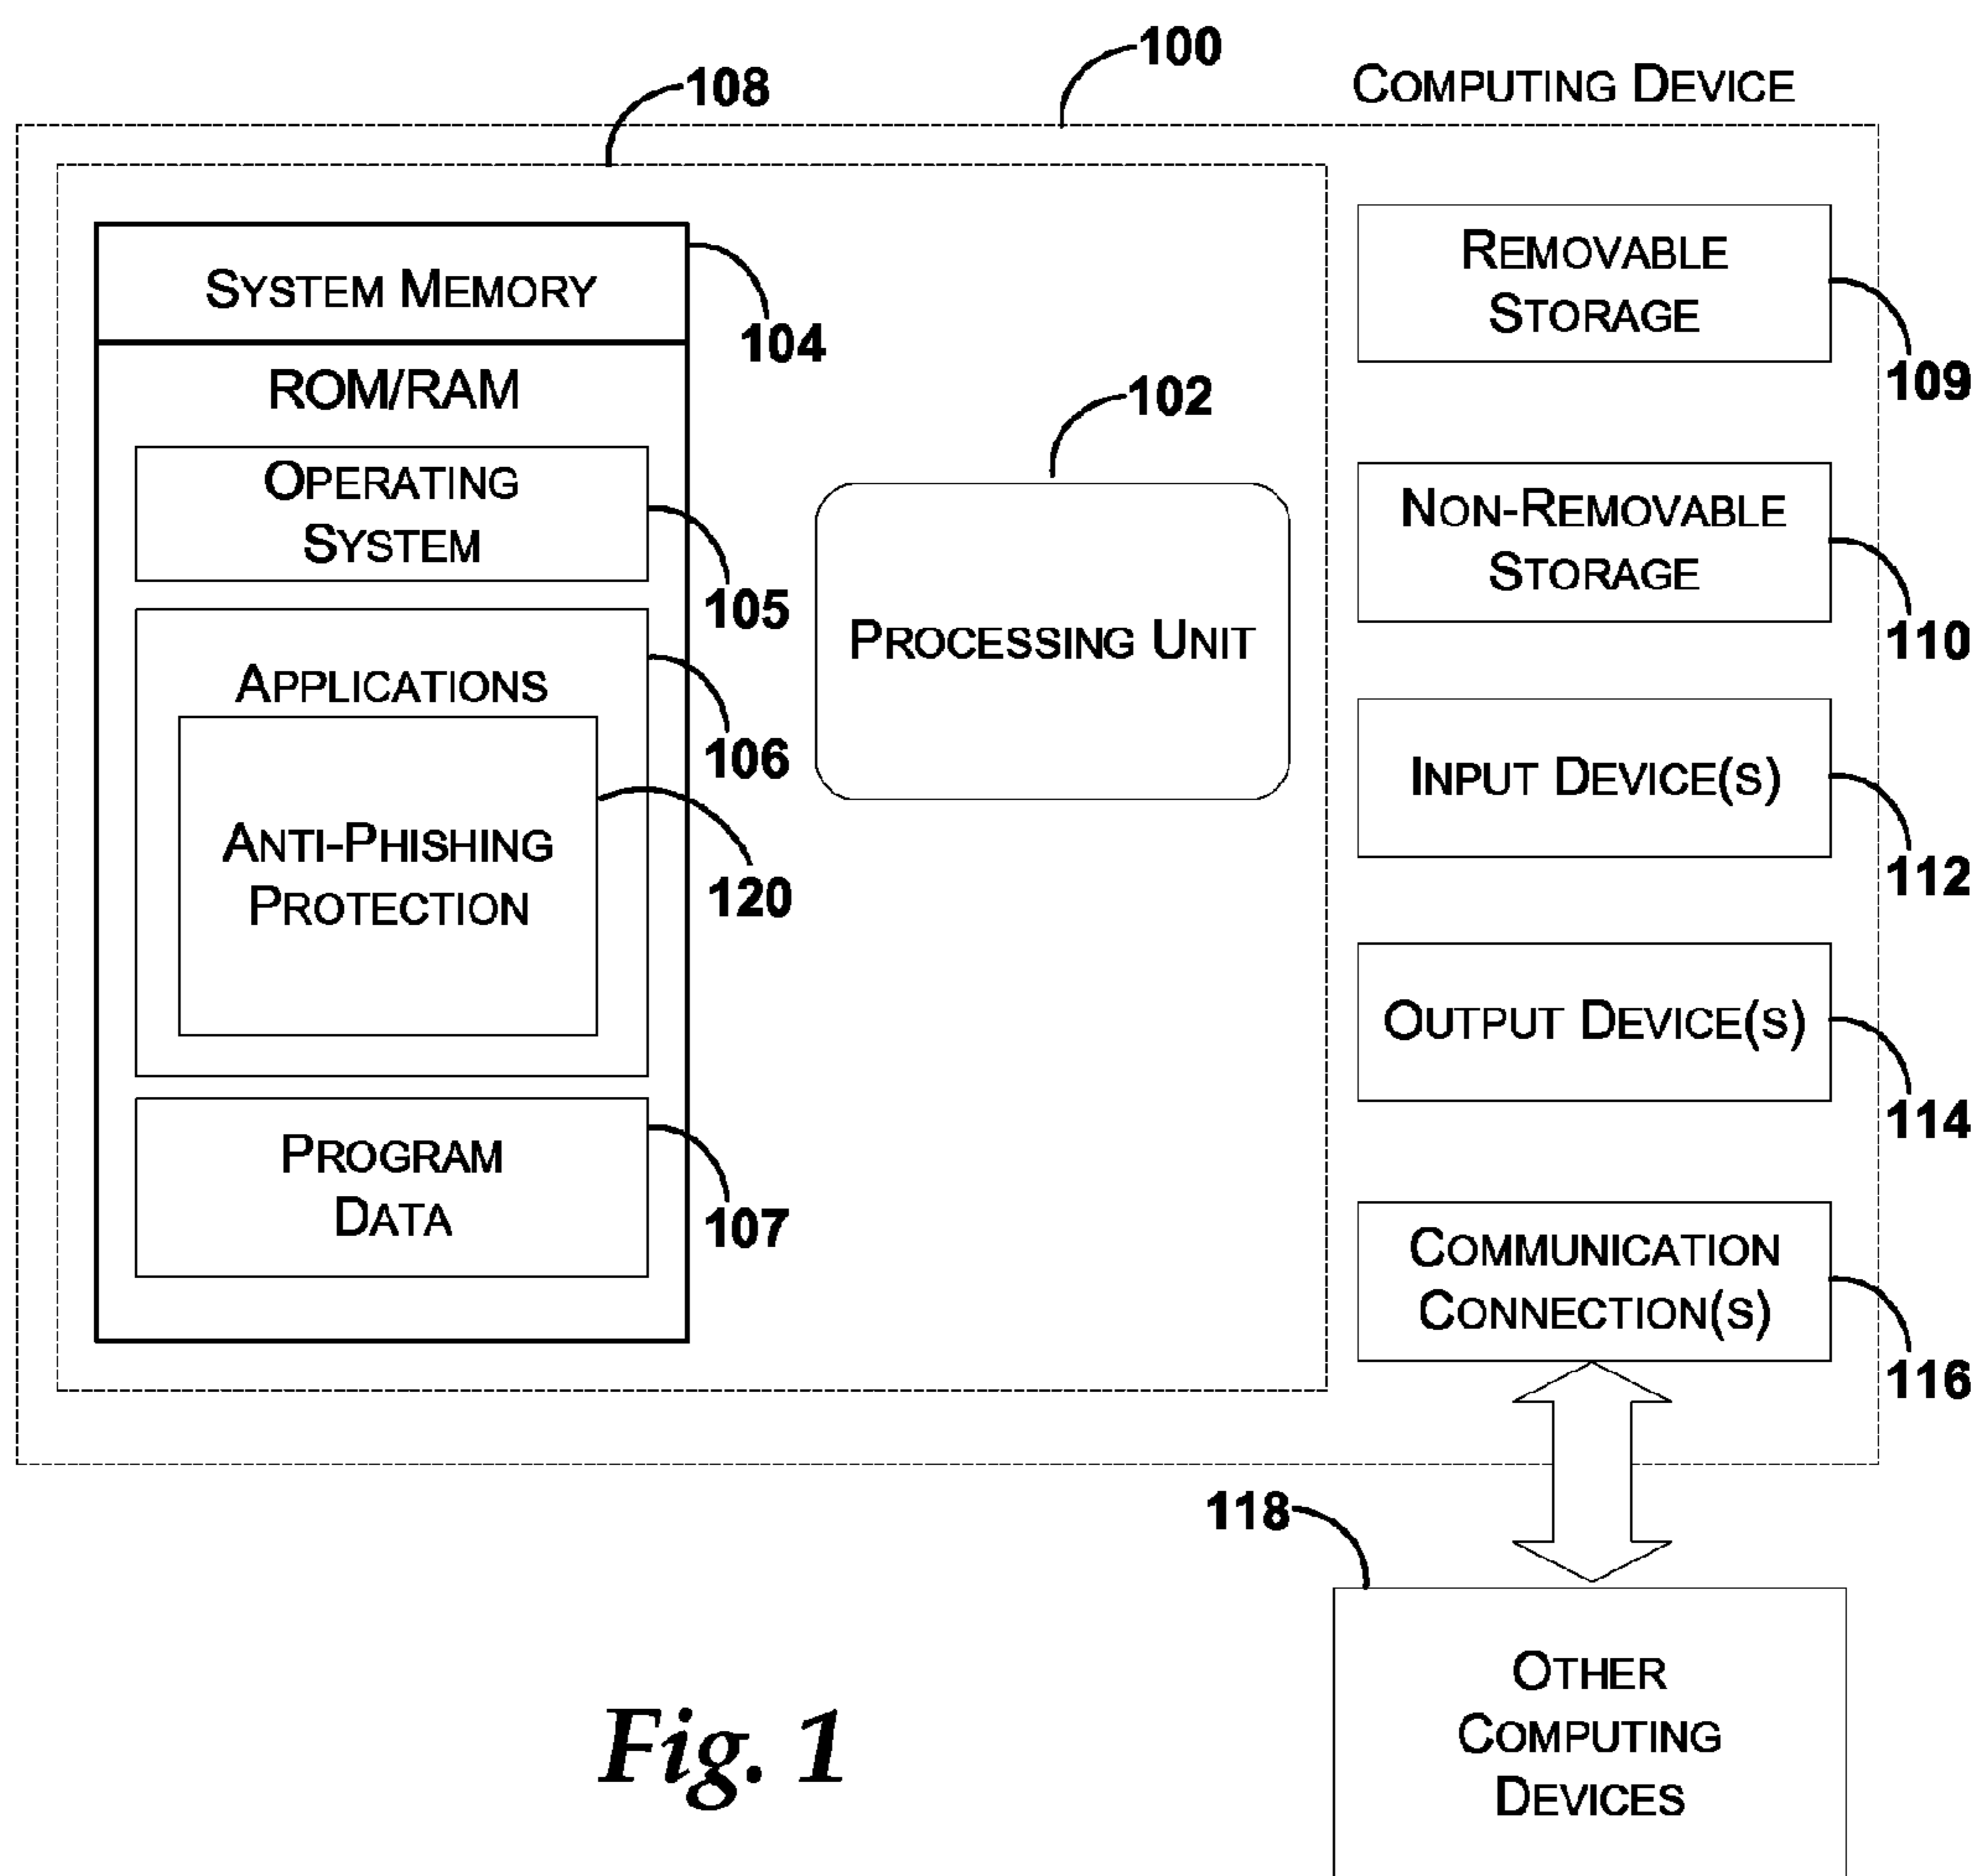 100
108
COMPUTING DEVICE
SYSTEM MEMORY
104
ROM/RAM
OPERATING
SYSTEM
105
APPLICATIONS
106
ANTI-PHISHING
PROTECTION
120
PROGRAM
DATA
107
102
PROCESSING UNIT
REMOVABLE
STORAGE
109
NON-REMOVABLE
STORAGE
110
INPUT DEVICE(S)
112
OUTPUT DEVICE(S)
114
COMMUNICATION
CONNECTION(S)
116
118
OTHER
COMPUTING
DEVICES
Fig. 1